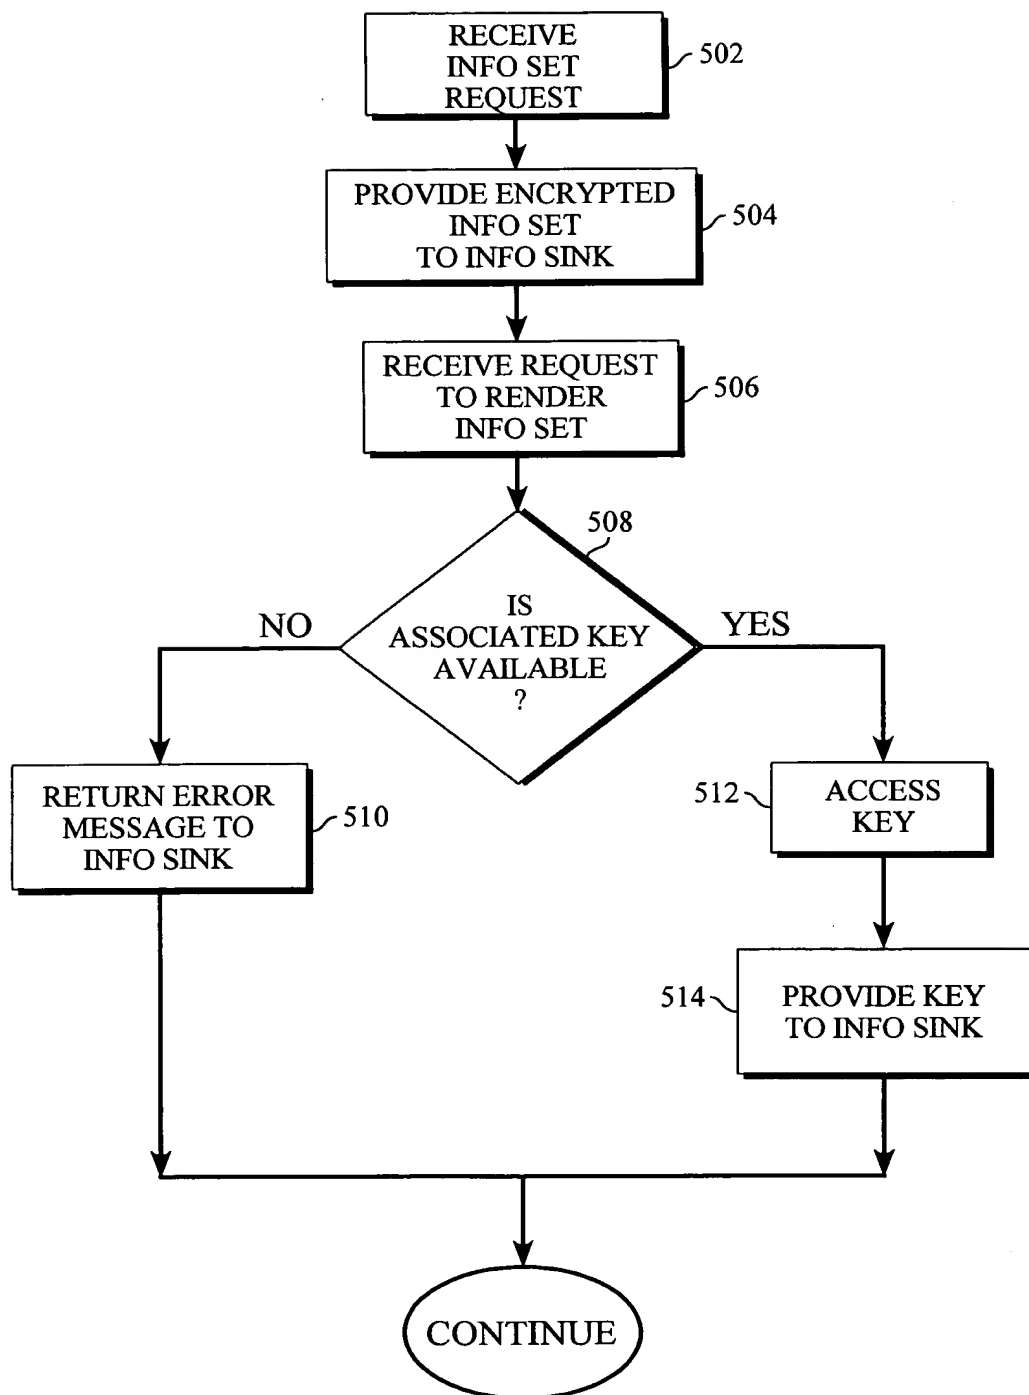 RECEIVE
INFO SET
REQUEST
502
PROVIDE ENCRYPTED
INFO SET
TO INFO SINK
504
RECEIVE REQUEST
TO RENDER
INFO SET
506
508
IS
ASSOCIATED KEY
AVAILABLE
?
NO
YES
RETURN ERROR
MESSAGE TO
INFO SINK
510
512
ACCESS
KEY
514
PROVIDE KEY
TO INFO SINK
CONTINUE